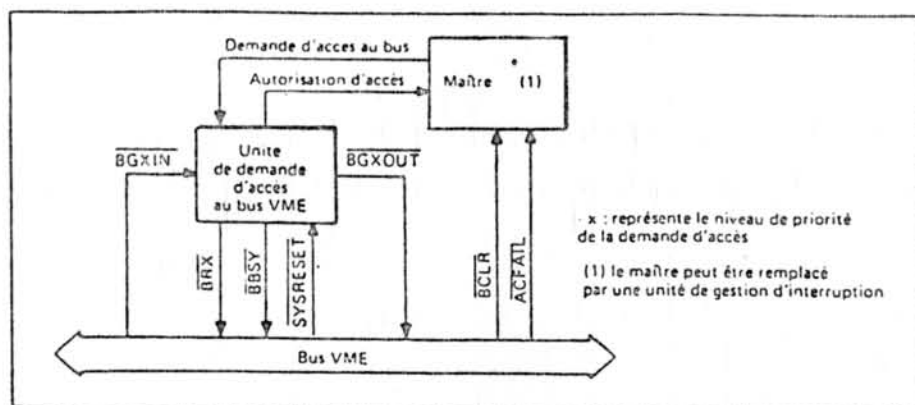 Demande d'acces au bus
Autorisation d'accès
Maître * (1)
BGXIN
Unite
de demande
d'accès
au bus VME
BGXOUT
BRX
BBSY
SYSRESET
BCLR
ACFAIL
- x : représente le niveau de priorité
de la demande d'accès
(1) le maître peut être remplacé
par une unité de gestion d'interruption
Bus VME